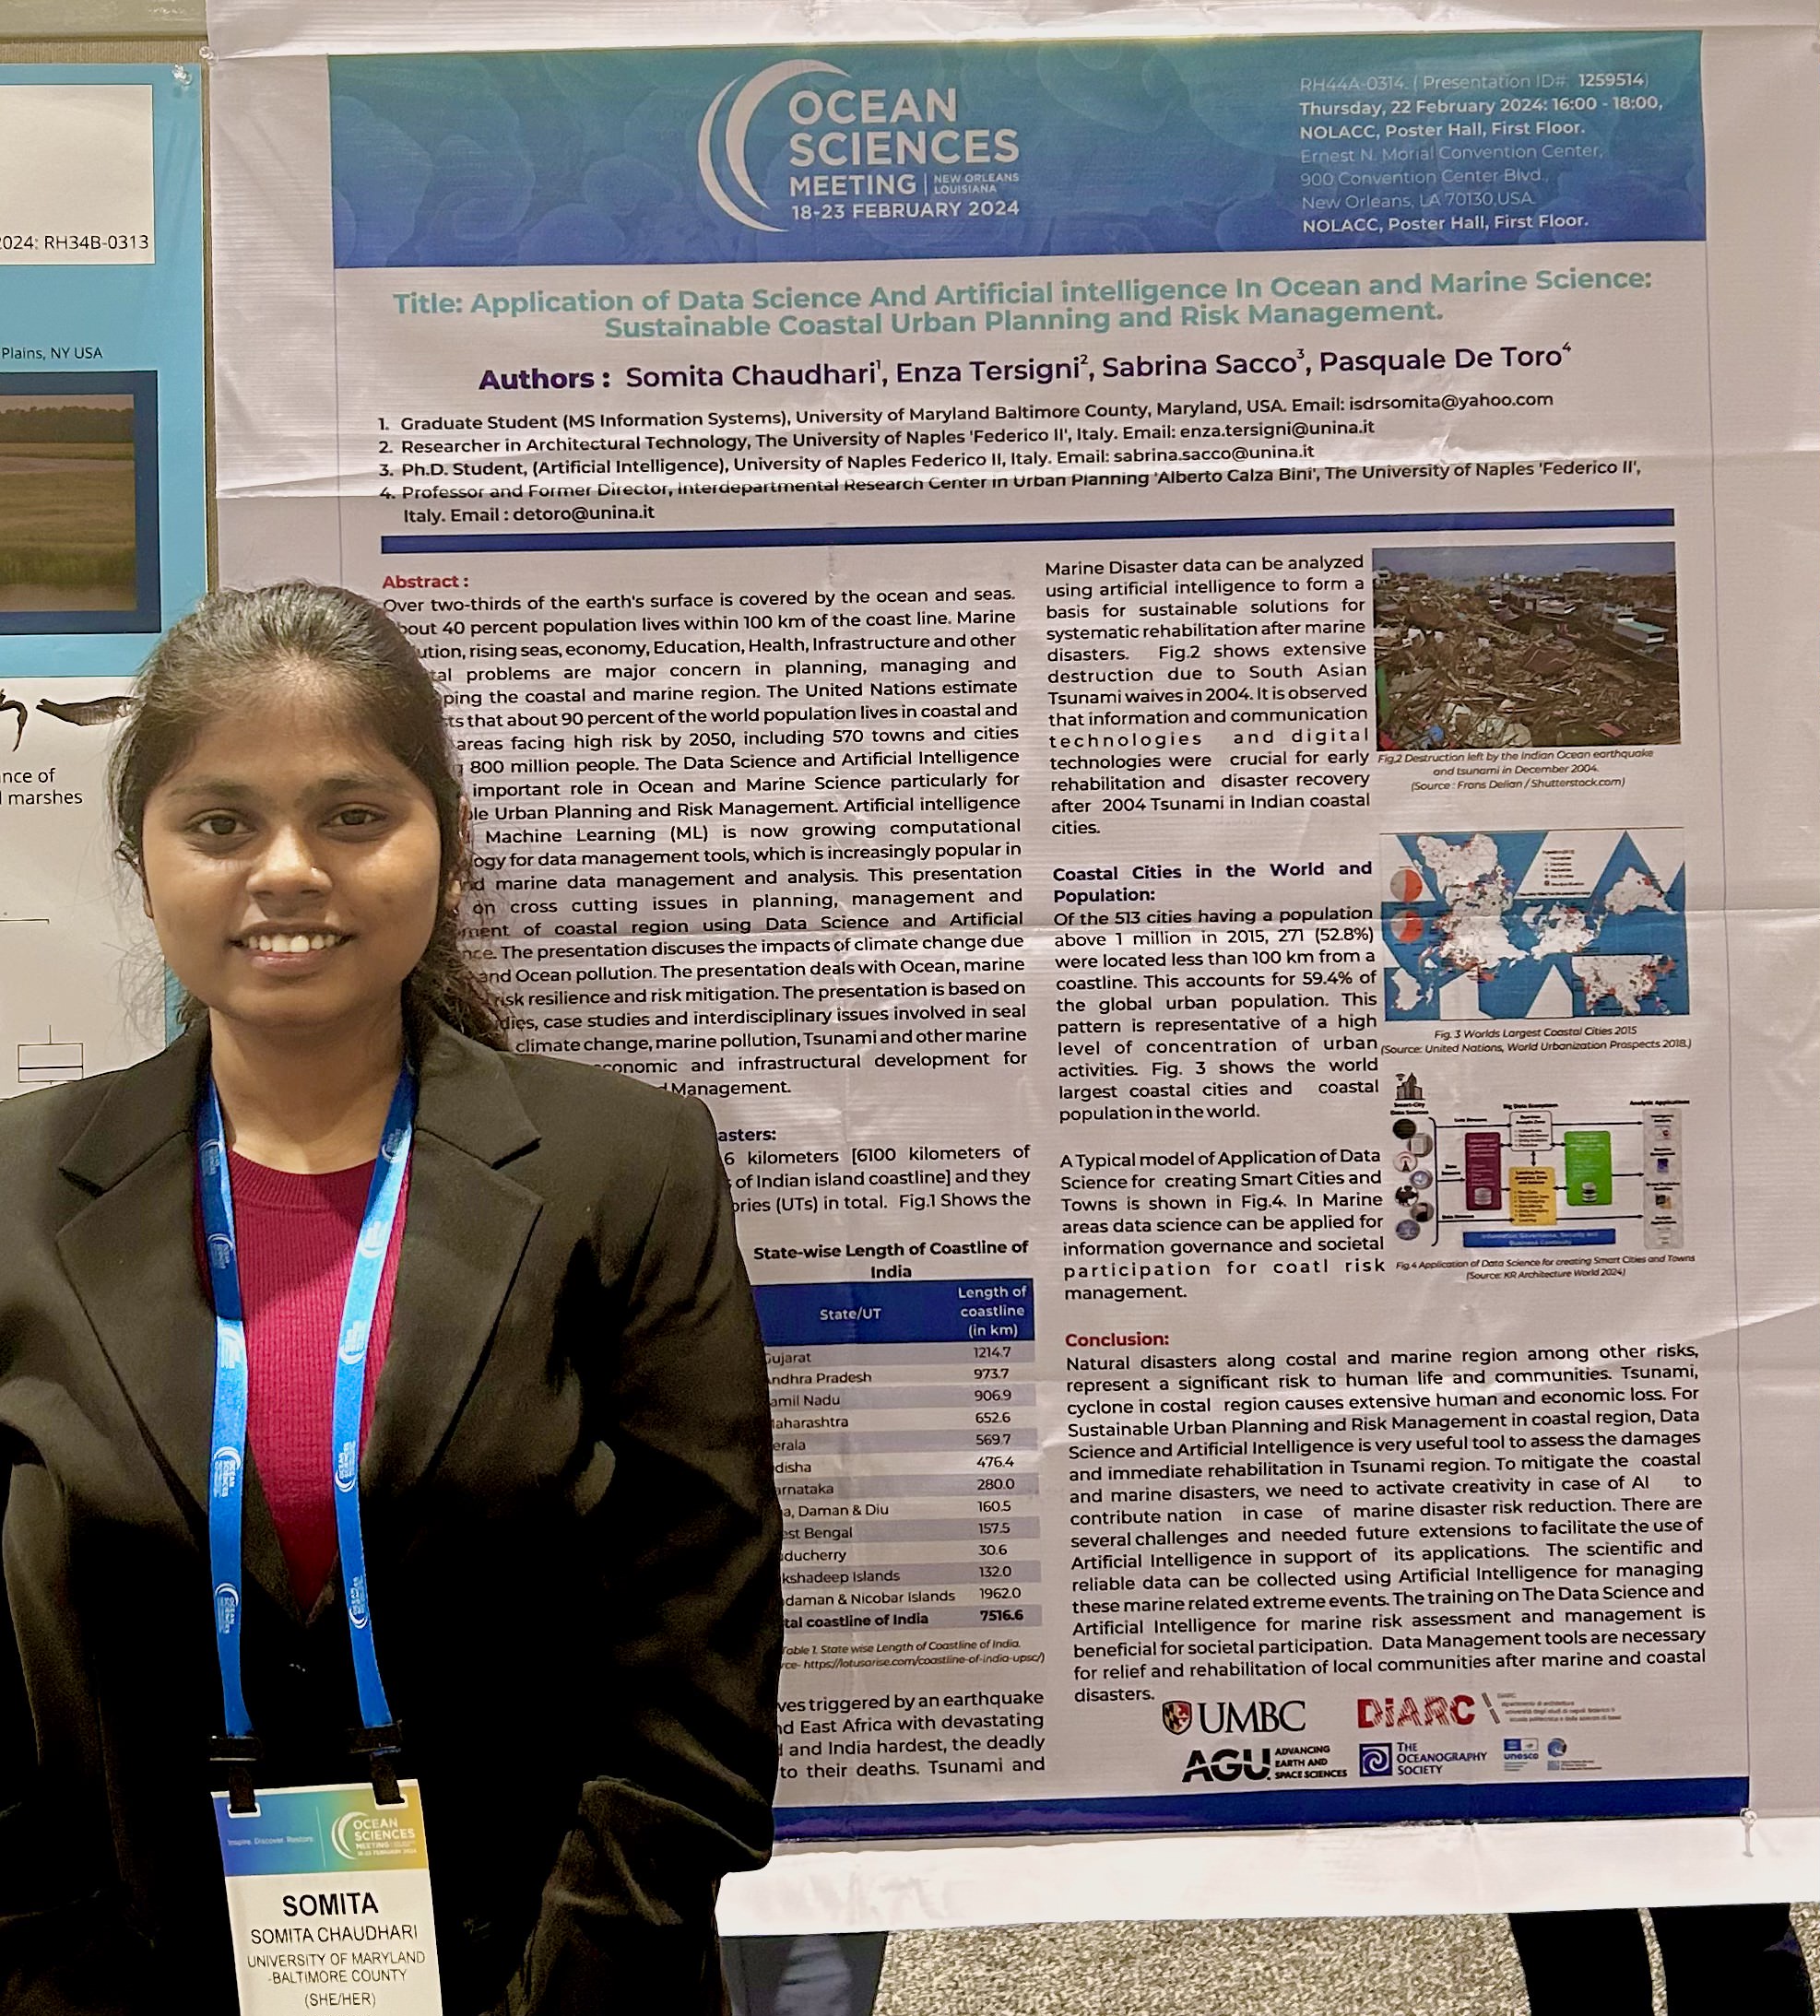 2024: RH34B-0313
Plains, NY USA
nce of
marshes
OCEAN
SCIENCES
MEETING | NEW ORLEANS
LOUISIANA
18-23 FEBRUARY 2024
RH44A-0314. ( Presentation ID#: 1259514)
Thursday, 22 February 2024: 16:00 - 18:00,
NOLACC, Poster Hall, First Floor.
Ernest N. Morial Convention Center,
900 Convention Center Blvd.,
New Orleans, LA 70130,USA.
NOLACC, Poster Hall, First Floor.
Title: Application of Data Science And Artificial intelligence In Ocean and Marine Science:
Sustainable Coastal Urban Planning and Risk Management.
Authors : Somita Chaudhari¹, Enza Tersigni², Sabrina Sacco³, Pasquale De Toro⁴
1. Graduate Student (MS Information Systems), University of Maryland Baltimore County, Maryland, USA. Email: isdrsomita@yahoo.com
2. Researcher in Architectural Technology, The University of Naples 'Federico II', Italy. Email: enza.tersigni@unina.it
3. Ph.D. Student, (Artificial Intelligence), University of Naples Federico II, Italy. Email: sabrina.sacco@unina.it
4. Professor and Former Director, Interdepartmental Research Center in Urban Planning 'Alberto Calza Bini', The University of Naples 'Federico II',
Italy. Email : detoro@unina.it
Abstract :
Over two-thirds of the earth's surface is covered by the ocean and seas.
bout 40 percent population lives within 100 km of the coast line. Marine
ution, rising seas, economy, Education, Health, Infrastructure and other
tal problems are major concern in planning, managing and
ping the coastal and marine region. The United Nations estimate
ts that about 90 percent of the world population lives in coastal and
areas facing high risk by 2050, including 570 towns and cities
800 million people. The Data Science and Artificial Intelligence
important role in Ocean and Marine Science particularly for
ble Urban Planning and Risk Management. Artificial intelligence
Machine Learning (ML) is now growing computational
logy for data management tools, which is increasingly popular in
nd marine data management and analysis. This presentation
on cross cutting issues in planning, management and
ment of coastal region using Data Science and Artificial
nce. The presentation discuses the impacts of climate change due
and Ocean pollution. The presentation deals with Ocean, marine
risk resilience and risk mitigation. The presentation is based on
dies, case studies and interdisciplinary issues involved in seal
climate change, marine pollution, Tsunami and other marine
conomic and infrastructural development for
Management.
asters:
6 kilometers [6100 kilometers of
of Indian island coastline] and they
ories (UTs) in total. Fig.1 Shows the
State-wise Length of Coastline of
India
State/UT Length of
coastline
(in km)
Gujarat 1214.7
ndhra Pradesh 973.7
amil Nadu 906.9
aharashtra 652.6
erala 569.7
disha 476.4
arnataka 280.0
a, Daman & Diu 160.5
est Bengal 157.5
ducherry 30.6
kshadeep Islands 132.0
daman & Nicobar Islands 1962.0
tal coastline of India 7516.6
Table 1. State wise Length of Coastline of India.
rce- https://lotusarise.com/coastline-of-india-upsc/)
ves triggered by an earthquake
nd East Africa with devastating
and India hardest, the deadly
to their deaths. Tsunami and
Marine Disaster data can be analyzed
using artificial intelligence to form a
basis for sustainable solutions for
systematic rehabilitation after marine
disasters. Fig.2 shows extensive
destruction due to South Asian
Tsunami waives in 2004. It is observed
that information and communication
technologies and digital
technologies were crucial for early
rehabilitation and disaster recovery
after 2004 Tsunami in Indian coastal
cities.
Fig.2 Destruction left by the Indian Ocean earthquake
and tsunami in December 2004.
(Source : Frans Delian / Shutterstock.com)
Coastal Cities in the World and
Population:
Of the 513 cities having a population
above 1 million in 2015, 271 (52.8%)
were located less than 100 km from a
coastline. This accounts for 59.4% of
the global urban population. This
pattern is representative of a high
level of concentration of urban
activities. Fig. 3 shows the world
largest coastal cities and coastal
population in the world.
Fig. 3 Worlds Largest Coastal Cities 2015
(Source: United Nations, World Urbanization Prospects 2018.)
A Typical model of Application of Data
Science for creating Smart Cities and
Towns is shown in Fig.4. In Marine
areas data science can be applied for
information governance and societal
participation for coatl risk
management.
Fig.4 Application of Data Science for creating Smart Cities and Towns
(Source: KR Architecture World 2024)
Conclusion:
Natural disasters along costal and marine region among other risks,
represent a significant risk to human life and communities. Tsunami,
cyclone in costal region causes extensive human and economic loss. For
Sustainable Urban Planning and Risk Management in coastal region, Data
Science and Artificial Intelligence is very useful tool to assess the damages
and immediate rehabilitation in Tsunami region. To mitigate the coastal
and marine disasters, we need to activate creativity in case of AI to
contribute nation in case of marine disaster risk reduction. There are
several challenges and needed future extensions to facilitate the use of
Artificial Intelligence in support of its applications. The scientific and
reliable data can be collected using Artificial Intelligence for managing
these marine related extreme events. The training on The Data Science and
Artificial Intelligence for marine risk assessment and management is
beneficial for societal participation. Data Management tools are necessary
for relief and rehabilitation of local communities after marine and coastal
disasters.
UMBC
DiARC
AGU ADVANCING
EARTH AND
SPACE SCIENCES
THE
OCEANOGRAPHY
SOCIETY
unesco
Inspire. Discover. Restore.
OCEAN
SCIENCES
MEETING
18-23 FEBRUARY 2024
SOMITA
SOMITA CHAUDHARI
UNIVERSITY OF MARYLAND
-BALTIMORE COUNTY
(SHE/HER)